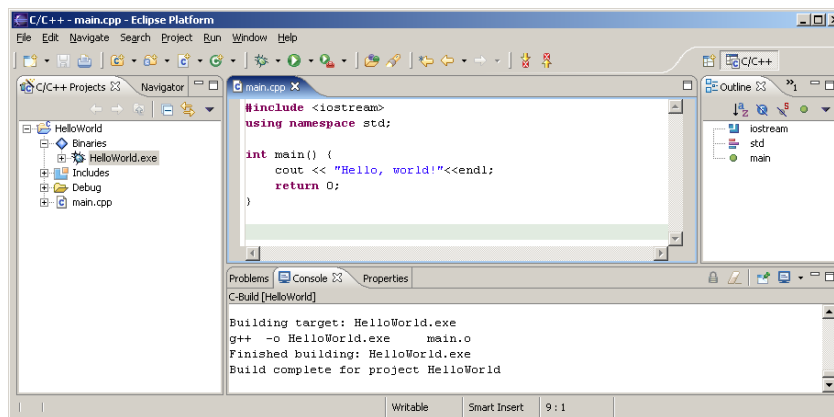 C/C++ - main.cpp - Eclipse Platform
File Edit Navigate Search Project Run Window Help
C/C++
C/C++ Projects Navigator
main.cpp
Outline »1
HelloWorld
Binaries
HelloWorld.exe
Includes
Debug
main.cpp
#include <iostream>
using namespace std;
int main() {
cout << "Hello, world!"<<endl;
return 0;
}
iostream
std
main
Problems Console Properties
C-Build [HelloWorld]
Building target: HelloWorld.exe
g++ -o HelloWorld.exe main.o
Finished building: HelloWorld.exe
Build complete for project HelloWorld
Writable Smart Insert 9 : 1